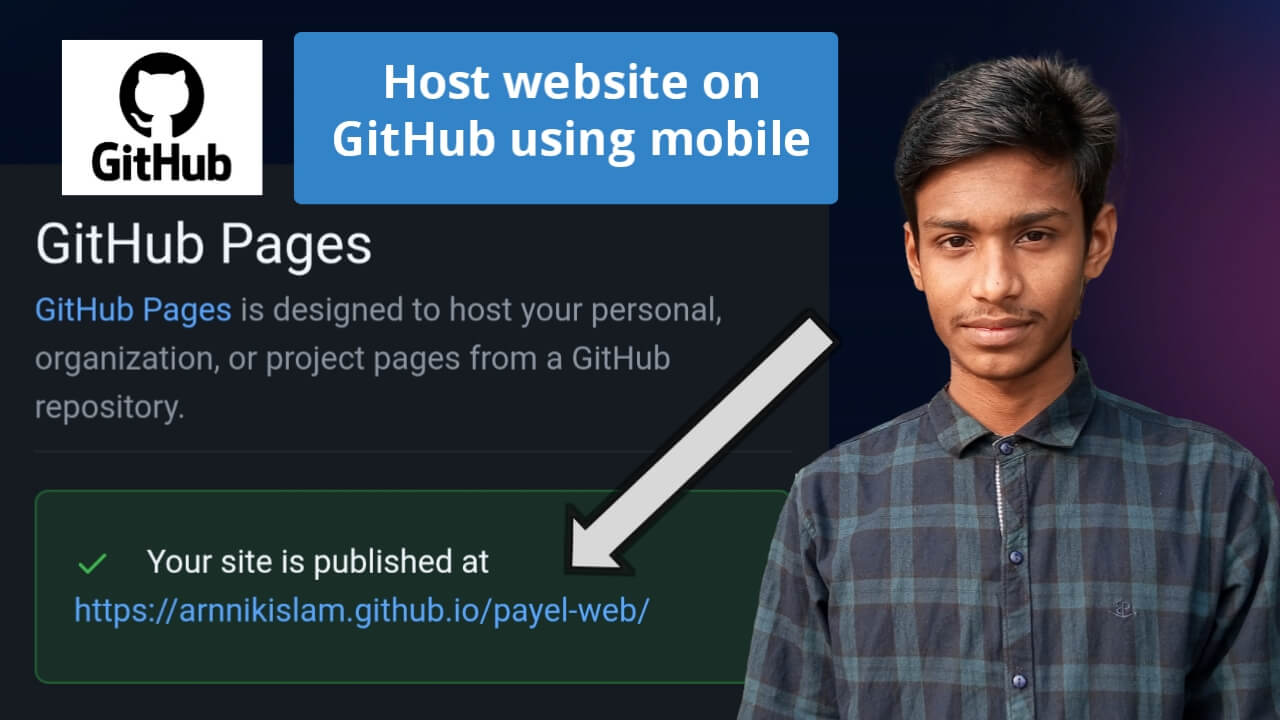 GitHub
Host website on
GitHub using mobile
GitHub Pages
GitHub Pages is designed to host your personal,
organization, or project pages from a GitHub
repository.
Your site is published at
https://arnnikislam.github.io/payel-web/